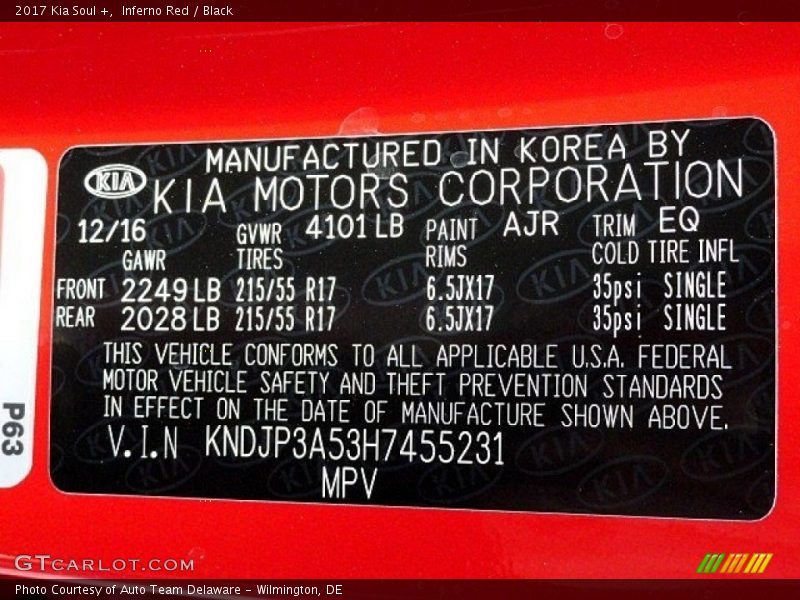 2017 Kia Soul +, Inferno Red / Black
MANUFACTURED IN KOREA BY
KIA KIA MOTORS CORPORATION
12/16 GVWR 4101 LB PAINT AJR TRIM EQ
GAWR TIRES RIMS COLD TIRE INFL
FRONT 2249 LB 215/55 R17 6.5JX17 35psi SINGLE
REAR 2028 LB 215/55 R17 6.5JX17 35psi SINGLE
THIS VEHICLE CONFORMS TO ALL APPLICABLE U.S.A. FEDERAL
MOTOR VEHICLE SAFETY AND THEFT PREVENTION STANDARDS
IN EFFECT ON THE DATE OF MANUFACTURE SHOWN ABOVE.
V.I.N KNDJP3A53H7455231
MPV
P63
GTCARLOT.COM
Photo Courtesy of Auto Team Delaware - Wilmington, DE